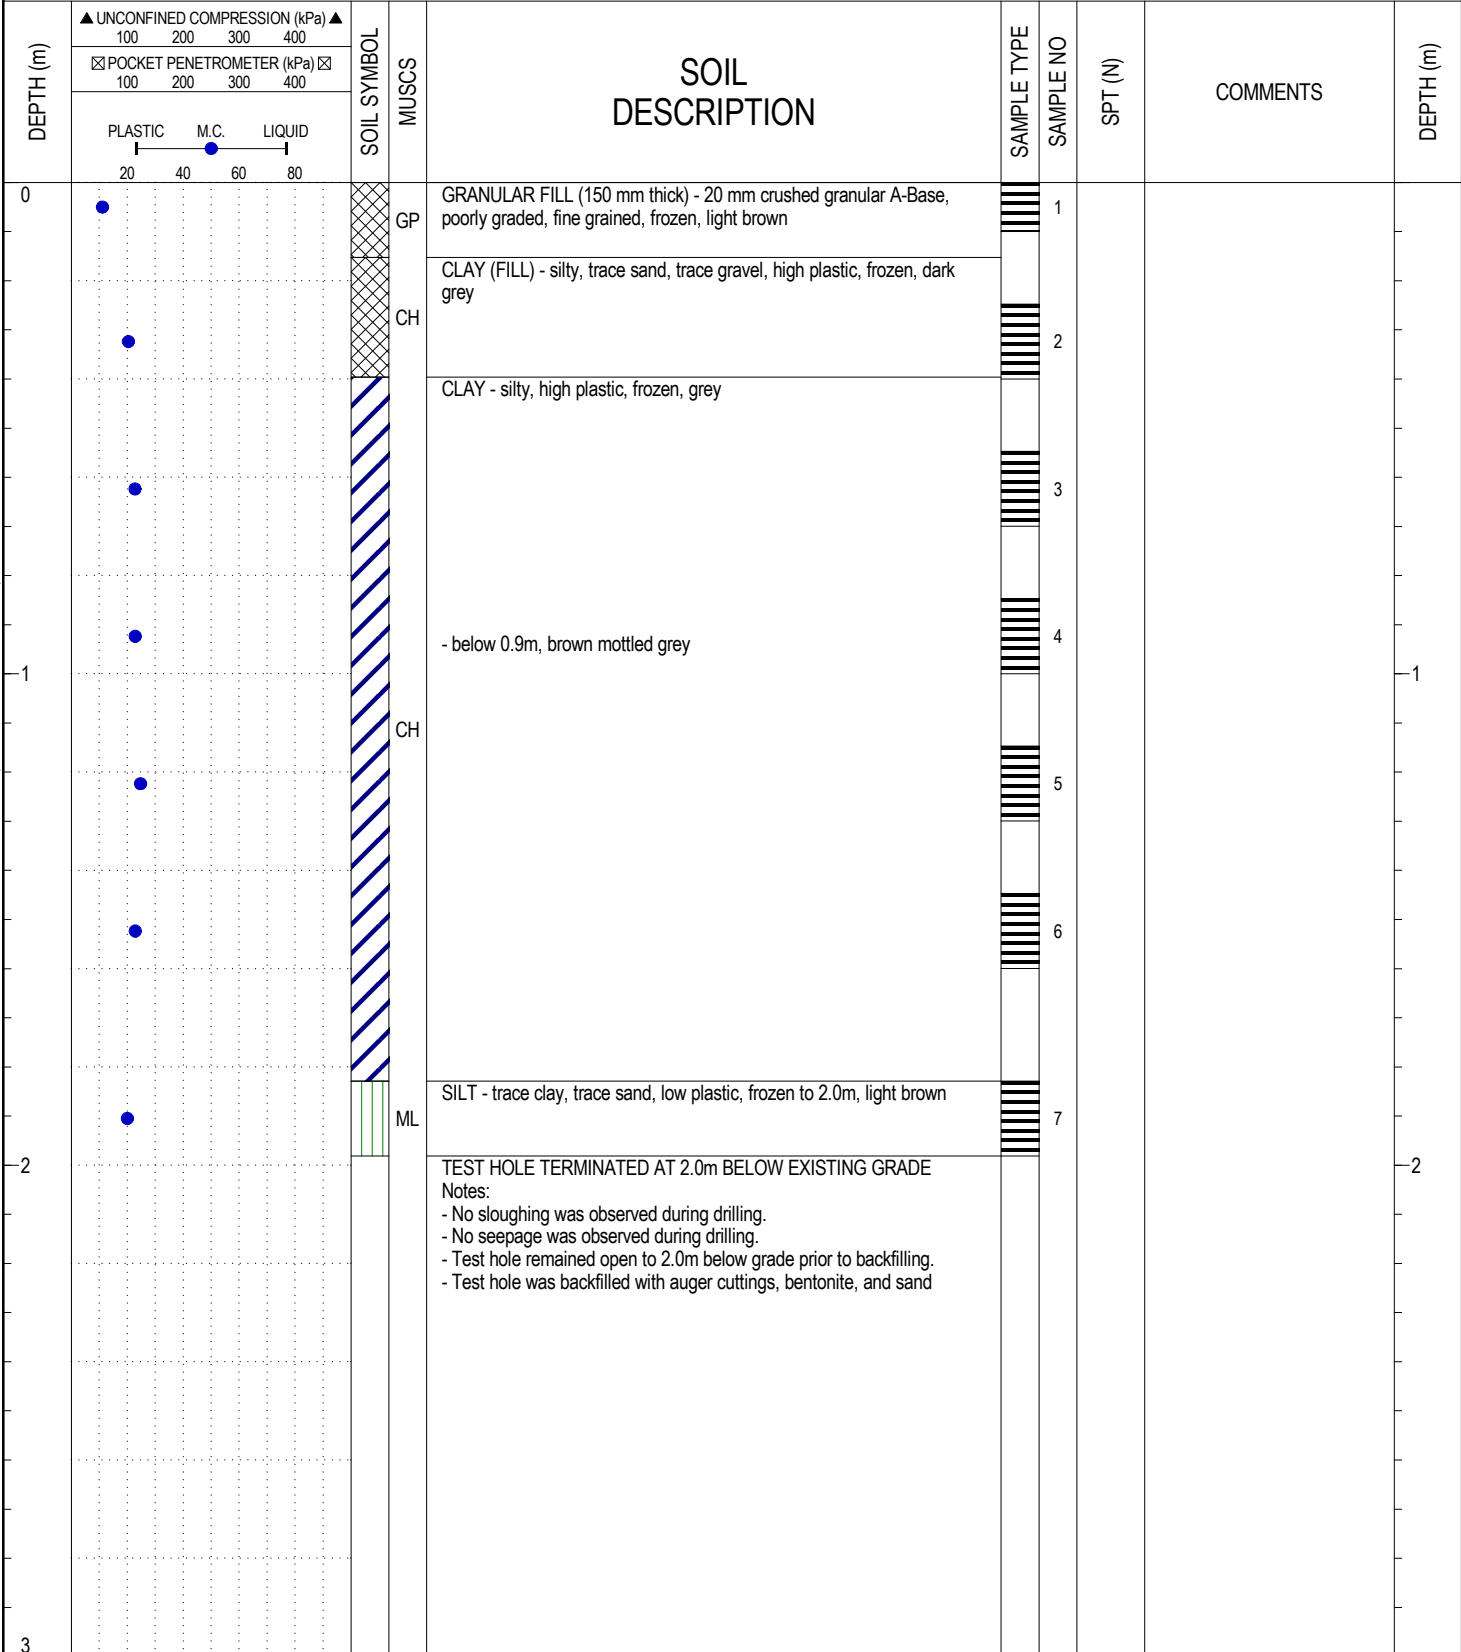 DEPTH (m)
▲ UNCONFINED COMPRESSION (kPa) ▲
100 200 300 400
☒ POCKET PENETROMETER (kPa) ☒
100 200 300 400
PLASTIC M.C. LIQUID
20 40 60 80
SOIL SYMBOL
MUSCS
SOIL
DESCRIPTION
SAMPLE TYPE
SAMPLE NO
SPT (N)
COMMENTS
DEPTH (m)
0
GP
GRANULAR FILL (150 mm thick) - 20 mm crushed granular A-Base,
poorly graded, fine grained, frozen, light brown
1
CH
CLAY (FILL) - silty, trace sand, trace gravel, high plastic, frozen, dark
grey
2
CLAY - silty, high plastic, frozen, grey
3
- below 0.9m, brown mottled grey
4
1
1
CH
5
6
ML
SILT - trace clay, trace sand, low plastic, frozen to 2.0m, light brown
7
2
TEST HOLE TERMINATED AT 2.0m BELOW EXISTING GRADE
2
Notes:
- No sloughing was observed during drilling.
- No seepage was observed during drilling.
- Test hole remained open to 2.0m below grade prior to backfilling.
- Test hole was backfilled with auger cuttings, bentonite, and sand
3